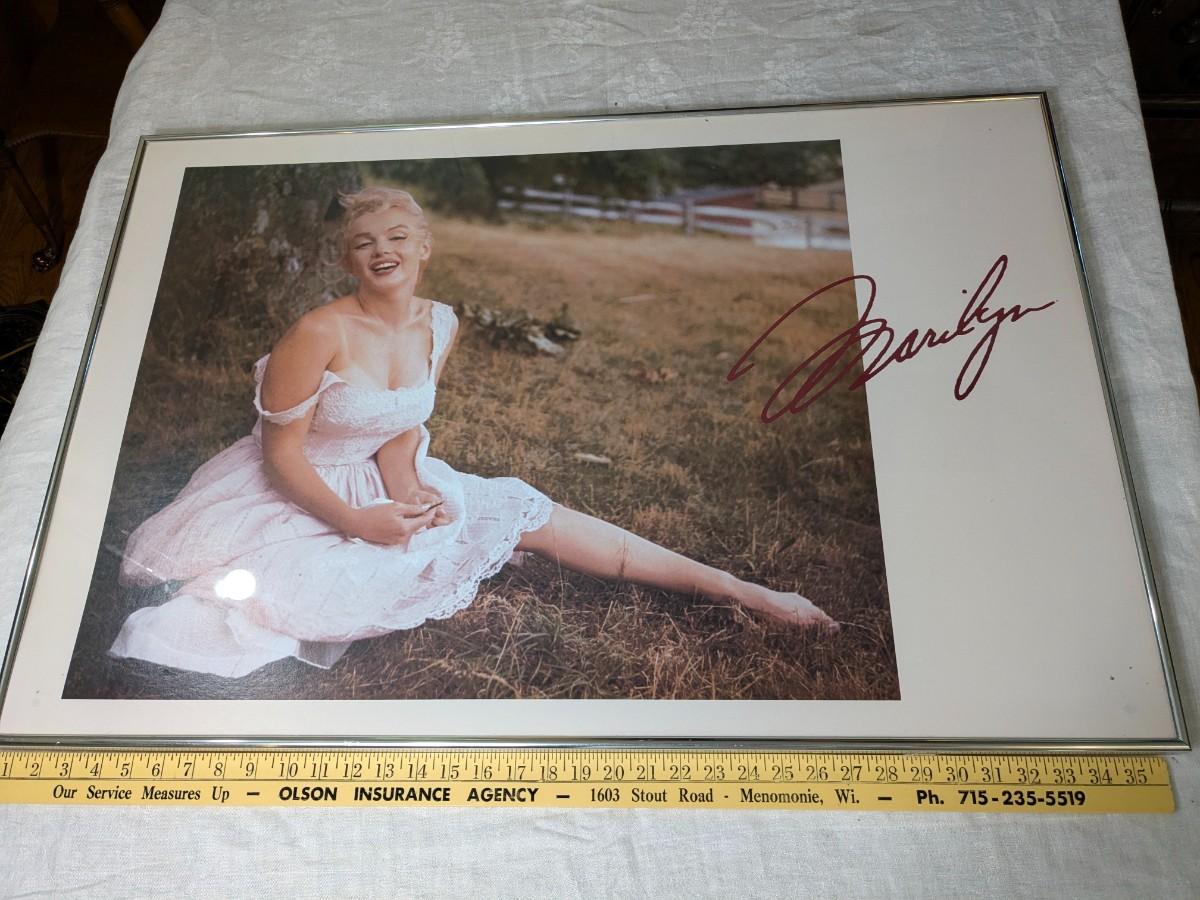 Marilyn
1 2 3 4 5 6 7 8 9 10 11 12 13 14 15 16 17 18 19 20 21 22 23 24 25 26 27 28 29 30 31 32 33 34 35
Our Service Measures Up — OLSON INSURANCE AGENCY — 1603 Stout Road - Menomonie, Wi. — Ph. 715-235-5519